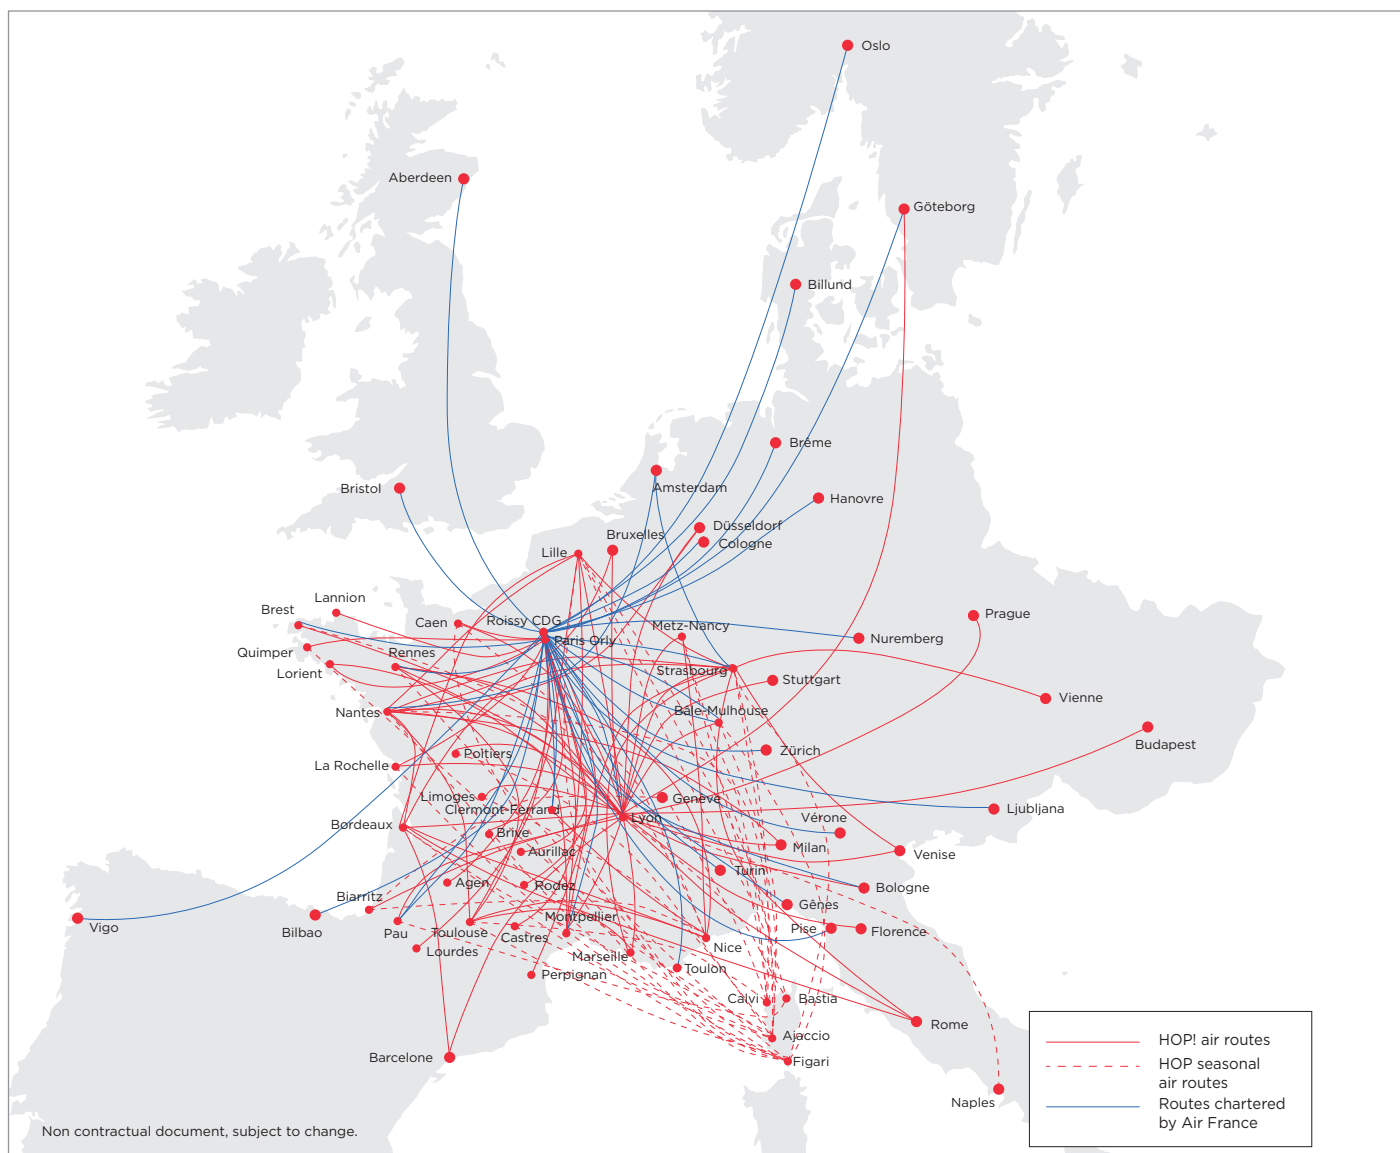 Oslo
Aberdeen
Göteborg
Billund
Brême
Bristol
Amsterdam
Hanovre
Düsseldorf
Bruxelles
Cologne
Lille
Lannion
Brest
Caen
Roissy CDG
Metz-Nancy
Prague
Paris Orly
Nuremberg
Quimper
Rennes
Lorient
Strasbourg
Stuttgart
Vienne
Nantes
Bâle-Mulhouse
Budapest
Poitiers
Zürich
La Rochelle
Limoges
Genève
Clermont-Ferrand
Ljubljana
Lyon
Vérone
Bordeaux
Brive
Milan
Aurillac
Venise
Turin
Agen
Rodez
Bologne
Biarritz
Gênes
Montpellier
Vigo
Bilbao
Pau
Toulouse
Castres
Pise
Florence
Lourdes
Nice
Marseille
Toulon
Perpignan
Calvi
Bastia
Rome
Ajaccio
Barcelone
Figari
Naples
HOP! air routes
HOP seasonal
air routes
Routes chartered
by Air France
Non contractual document, subject to change.